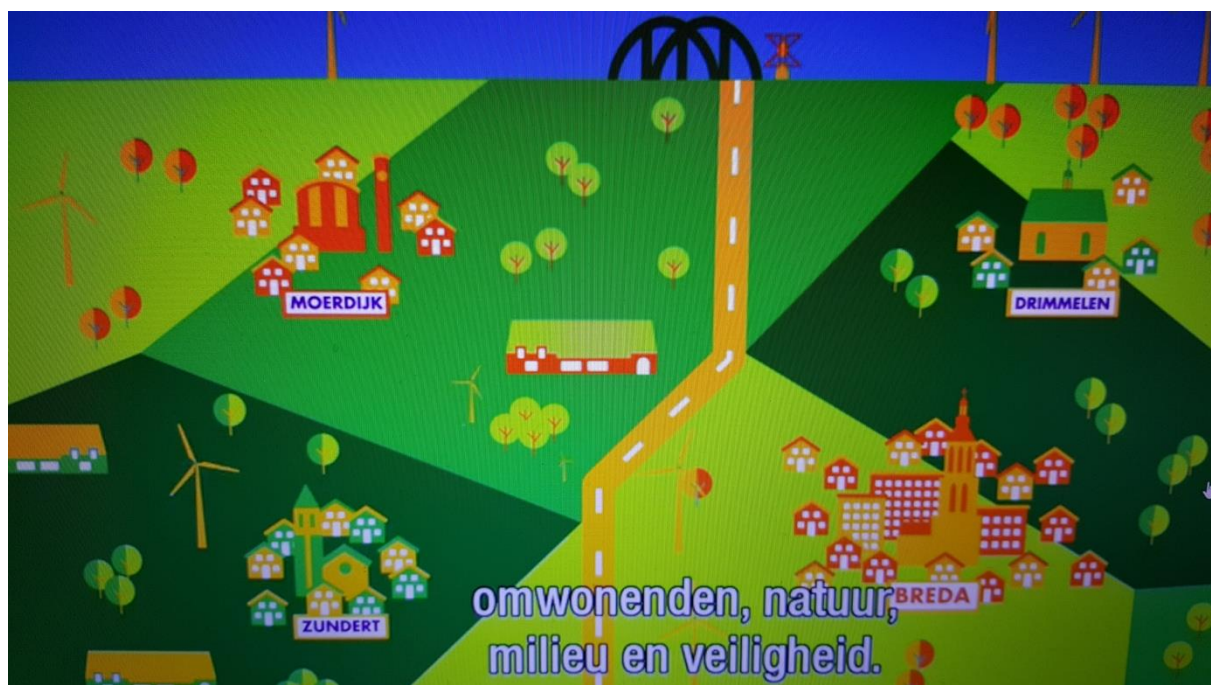 MOERDIJK
DRIMMELEN
ZUNDERT
BREDA
omwonenden, natuur,
milieu en veiligheid.